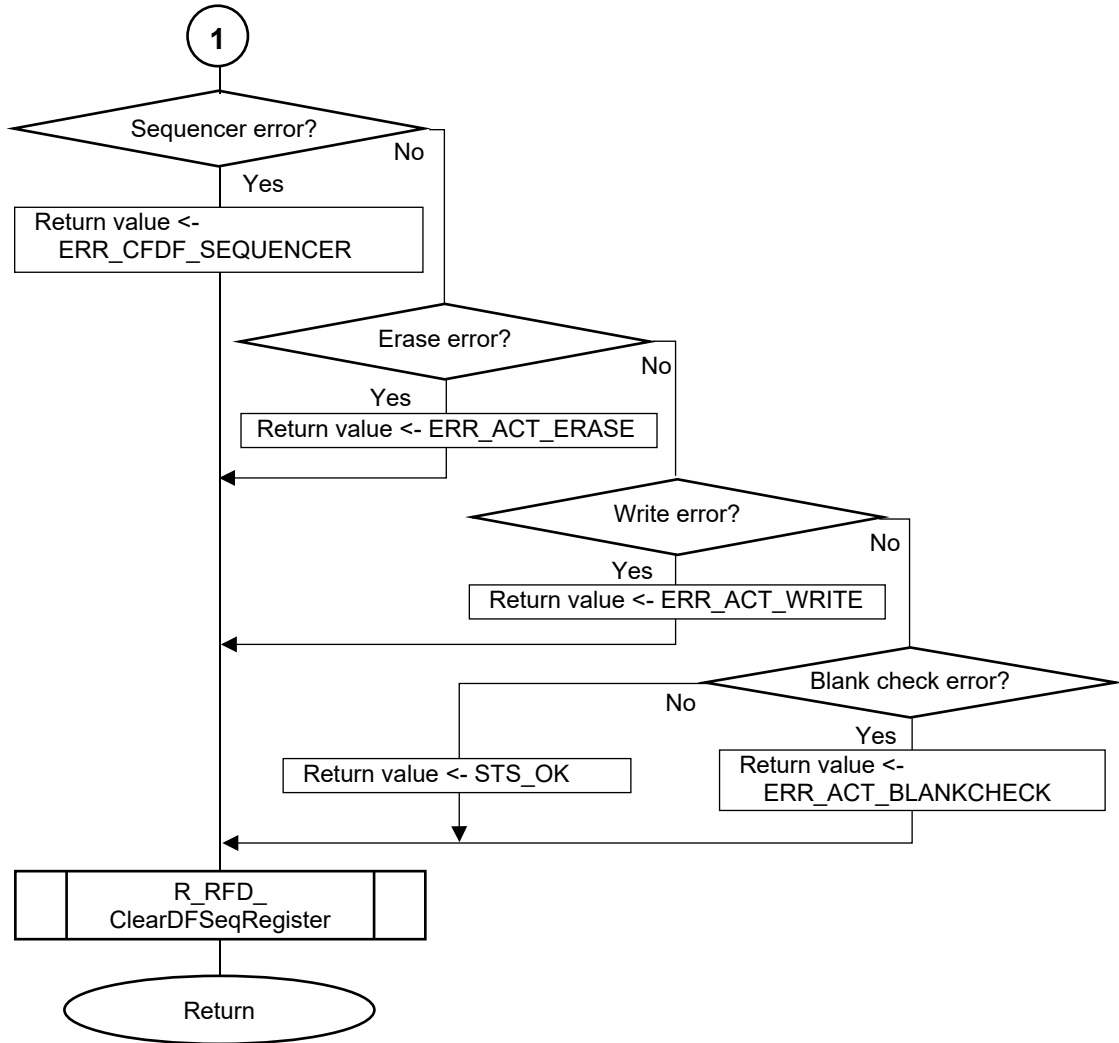 1
Sequencer error?
No
Yes
Return value <-
ERR_CFDF_SEQUENCER
Erase error?
No
Yes
Return value <- ERR_ACT_ERASE
Write error?
No
Yes
Return value <- ERR_ACT_WRITE
Blank check error?
No
Yes
Return value <- STS_OK
Return value <-
ERR_ACT_BLANKCHECK
R_RFD_
ClearDFSeqRegister
Return